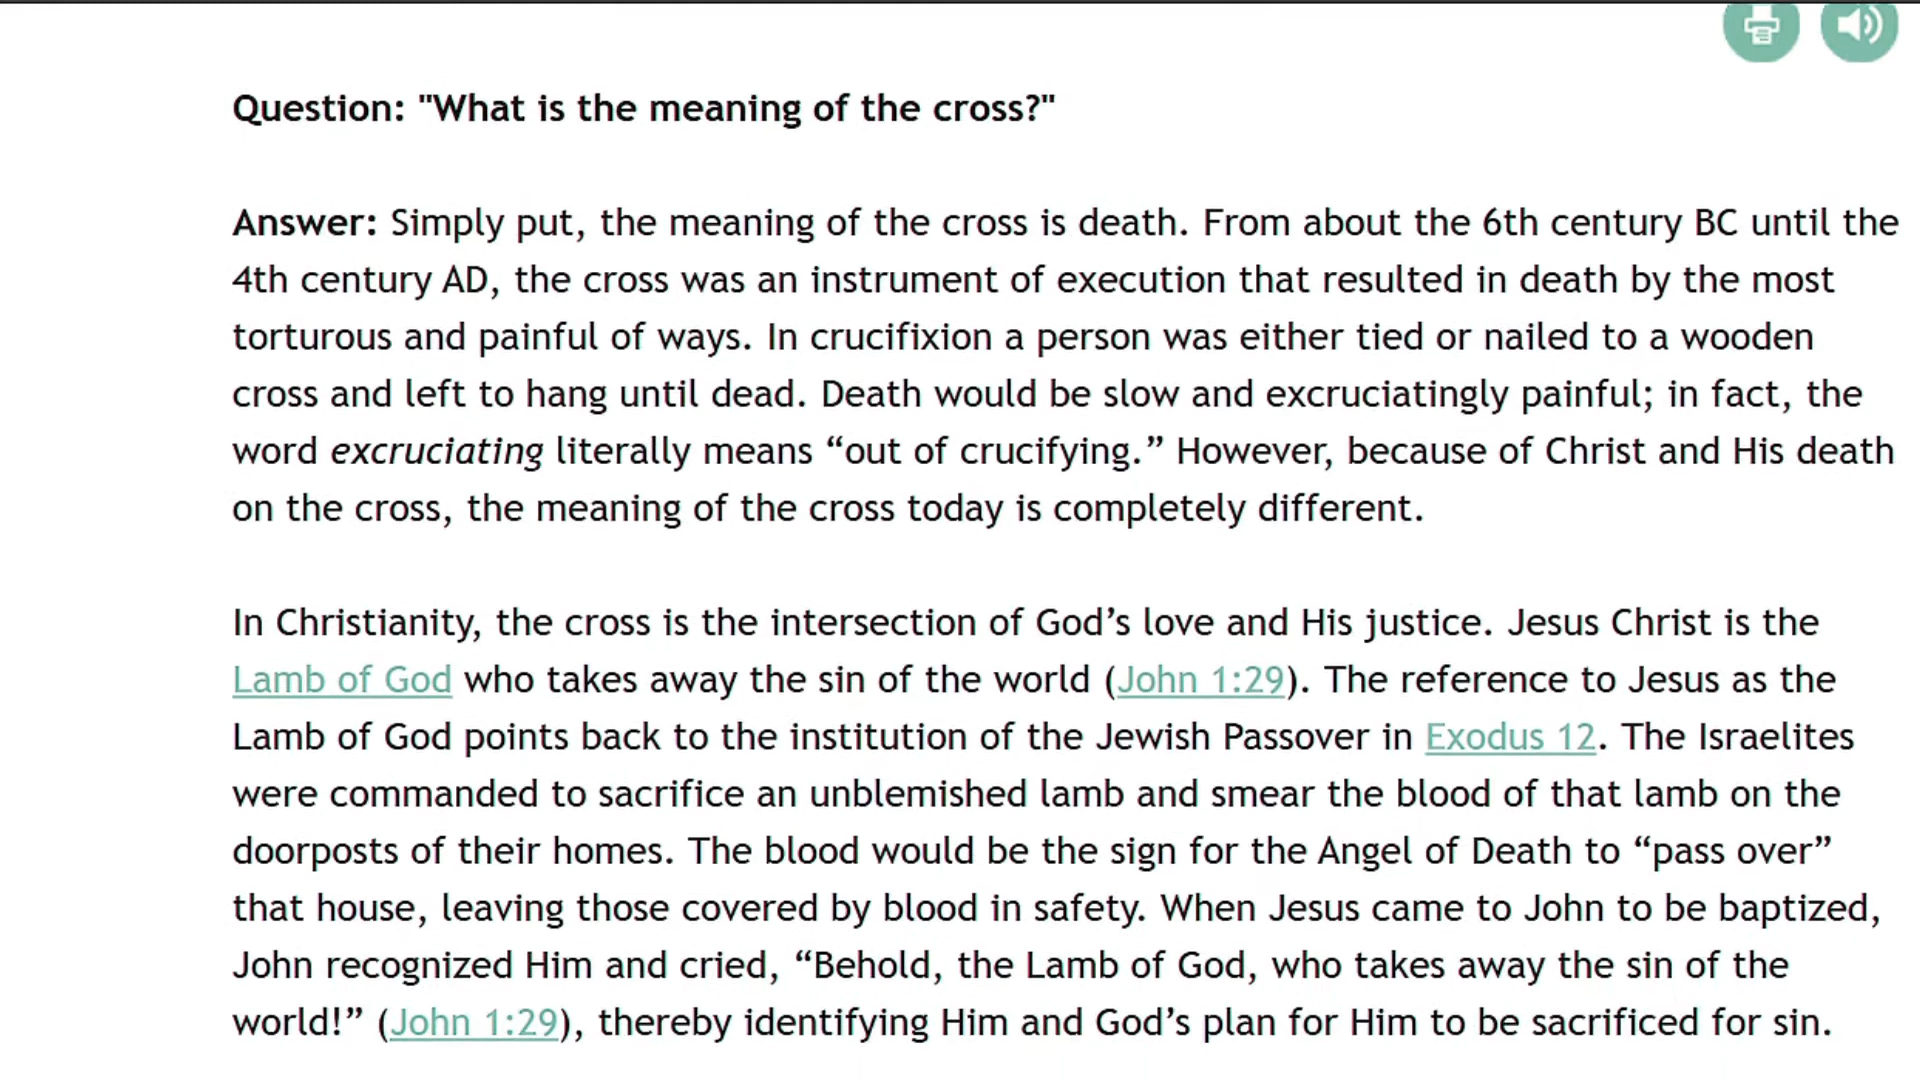 Question: "What is the meaning of the cross?"
Answer: Simply put, the meaning of the cross is death. From about the 6th century BC until the
4th century AD, the cross was an instrument of execution that resulted in death by the most
torturous and painful of ways. In crucifixion a person was either tied or nailed to a wooden
cross and left to hang until dead. Death would be slow and excruciatingly painful; in fact, the
word excruciating literally means “out of crucifying.” However, because of Christ and His death
on the cross, the meaning of the cross today is completely different.
In Christianity, the cross is the intersection of God’s love and His justice. Jesus Christ is the
Lamb of God who takes away the sin of the world (John 1:29). The reference to Jesus as the
Lamb of God points back to the institution of the Jewish Passover in Exodus 12. The Israelites
were commanded to sacrifice an unblemished lamb and smear the blood of that lamb on the
doorposts of their homes. The blood would be the sign for the Angel of Death to “pass over”
that house, leaving those covered by blood in safety. When Jesus came to John to be baptized,
John recognized Him and cried, “Behold, the Lamb of God, who takes away the sin of the
world!” (John 1:29), thereby identifying Him and God’s plan for Him to be sacrificed for sin.